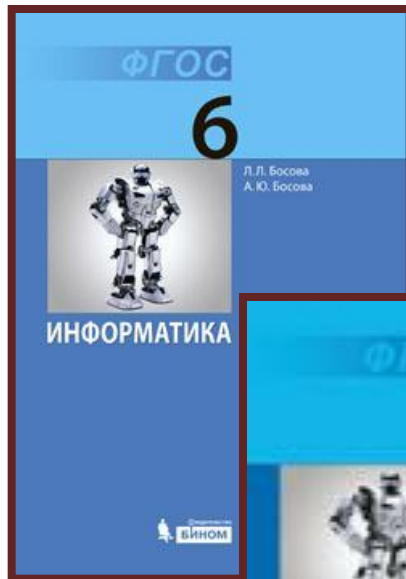 ФГОС
6
Л.Л. Босова
А.Ю. Босова
ИНФОРМАТИКА
Издательство
БИНОМ